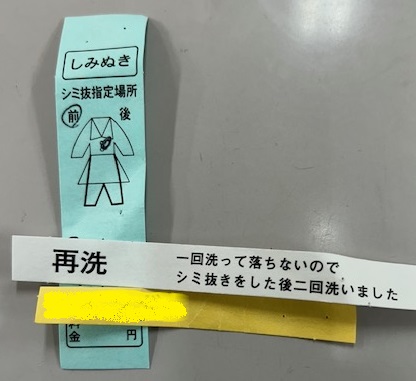 しみぬき
シミ抜指定場所
前 後
再洗
一回洗って落ちないので
シミ抜きをした後二回洗いました
料金 円